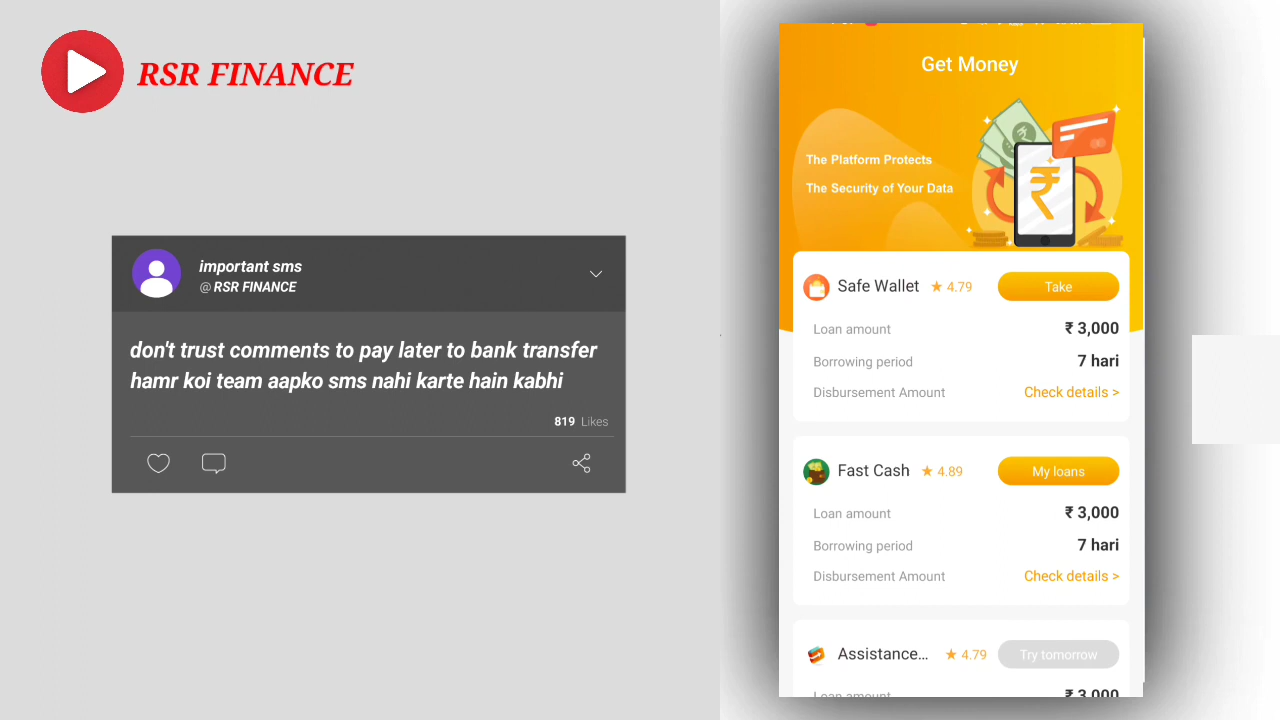 RSR FINANCE
important sms
@ RSR FINANCE
don't trust comments to pay later to bank transfer
hamr koi team aapko sms nahi karte hain kabhi
819 Likes
Get Money
The Platform Protects
The Security of Your Data
Safe Wallet ★ 4.79 Take
Loan amount ₹ 3,000
Borrowing period 7 hari
Disbursement Amount Check details >
Fast Cash ★ 4.89 My loans
Loan amount ₹ 3,000
Borrowing period 7 hari
Disbursement Amount Check details >
Assistance... ★ 4.79 Try tomorrow
Loan amount ₹ 3,000